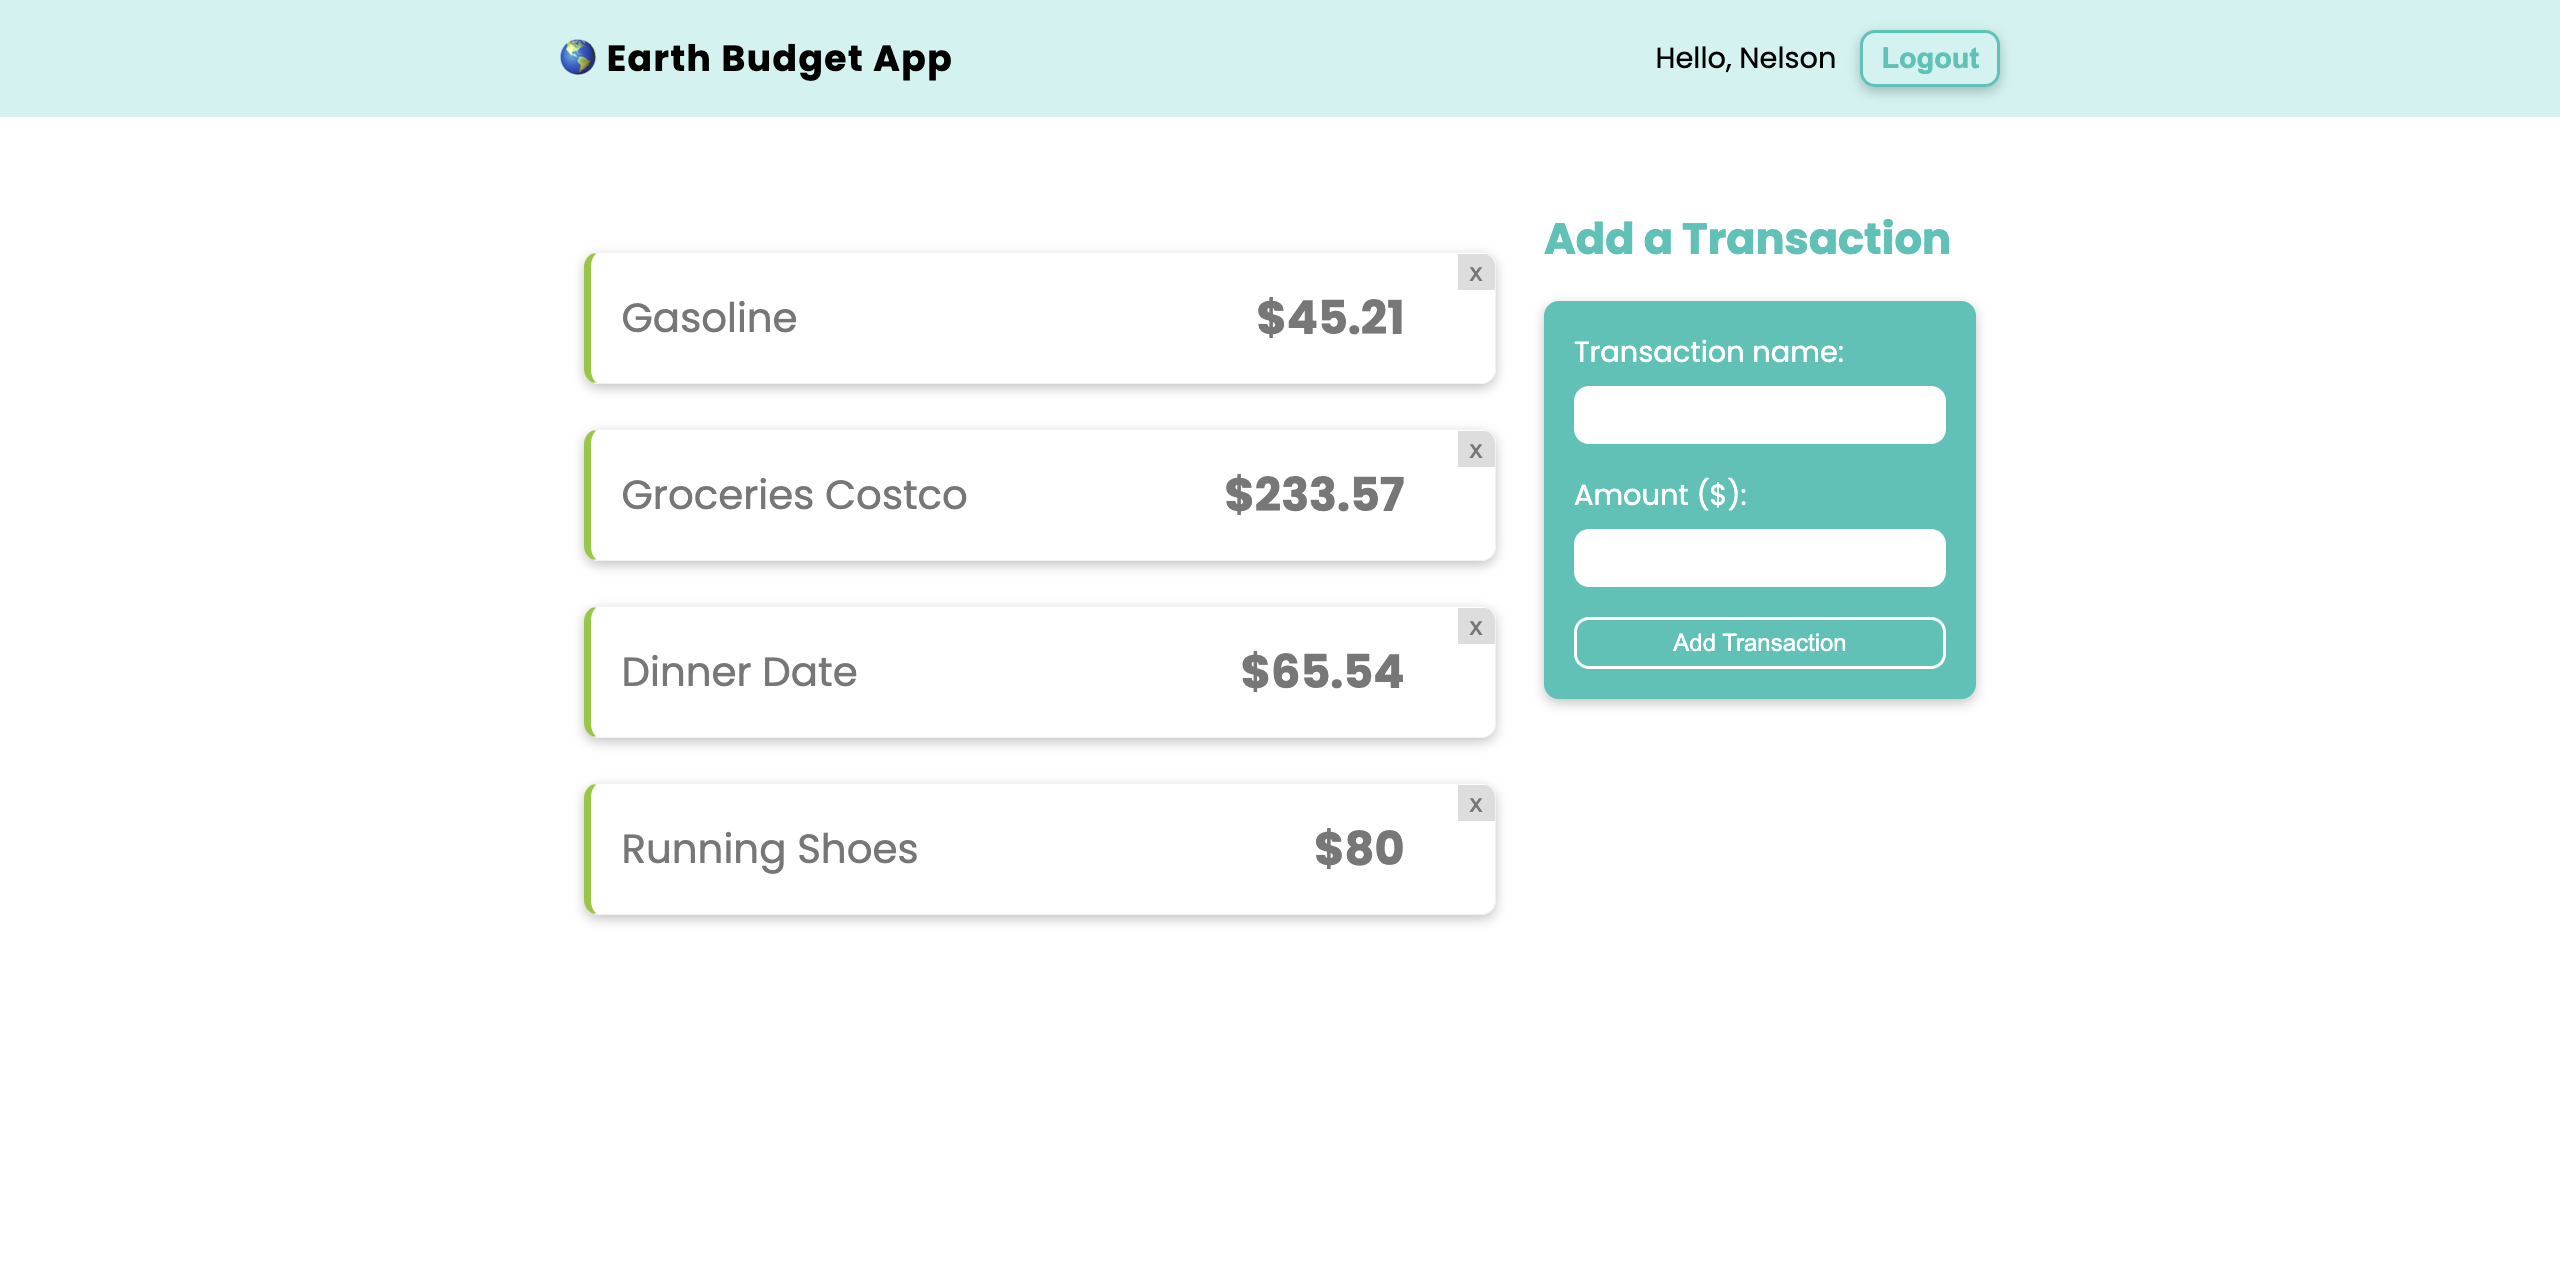 Earth Budget App
Hello, Nelson
Logout
Gasoline
$45.21
x
Groceries Costco
$233.57
x
Dinner Date
$65.54
x
Running Shoes
$80
x
Add a Transaction
Transaction name:
Amount ($):
Add Transaction